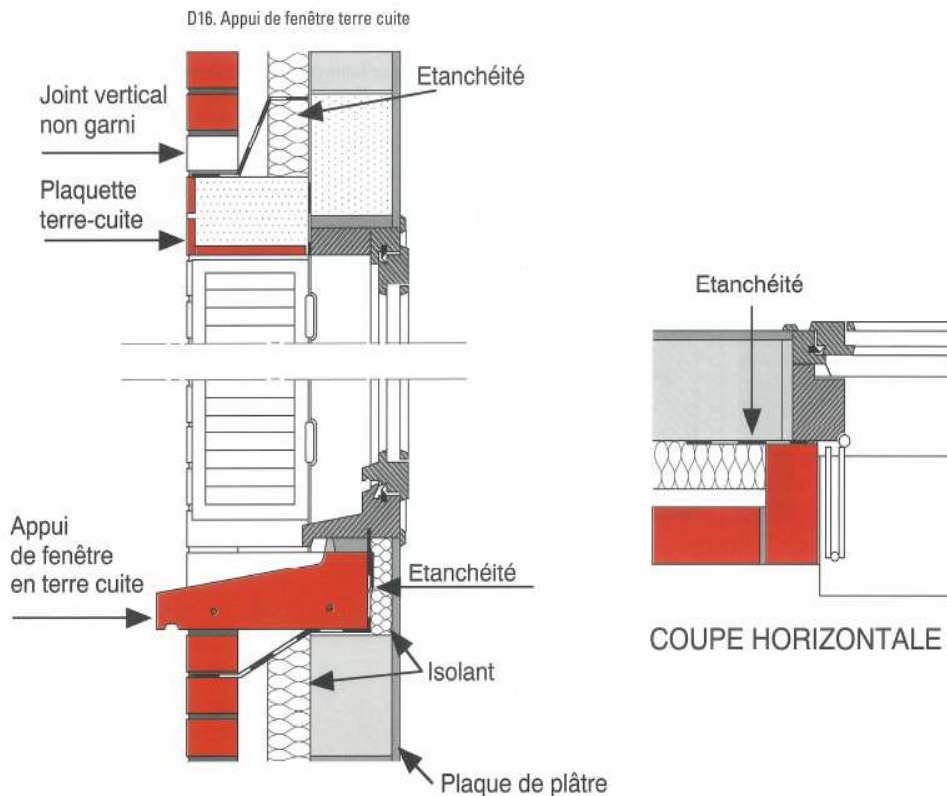 D16. Appui de fenêtre terre cuite
Etanchéité
Joint vertical
non garni
Plaquette
terre-cuite
Etanchéité
Appui
de fenêtre
en terre cuite
Etanchéité
Isolant
COUPE HORIZONTALE
Plaque de plâtre